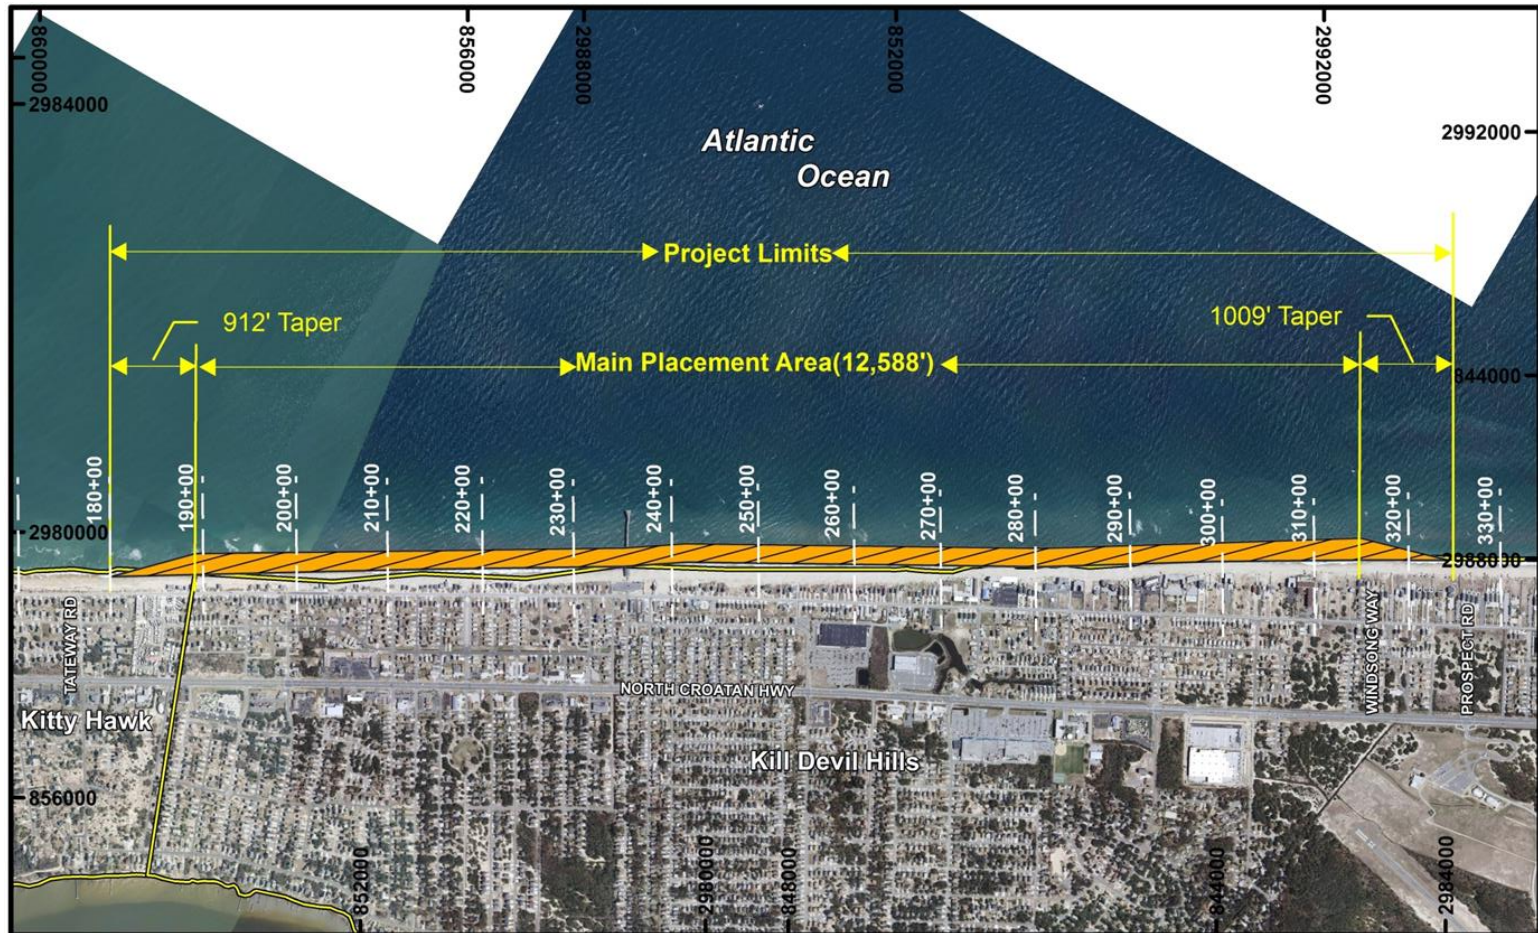 860000
856000
2988000
852000
2992000
2984000
2992000
Atlantic
Ocean
Project Limits
912' Taper
1009' Taper
Main Placement Area(12,588')
844000
180+00
190+00
200+00
210+00
220+00
230+00
240+00
250+00
260+00
270+00
280+00
290+00
300+00
310+00
320+00
330+00
2980000
2988000
TATEWAY RD
WINDSONG WAY
PROSPECT RD
NORTH CROATAN HWY
Kitty Hawk
Kill Devil Hills
856000
852000
2980000
848000
844000
2984000